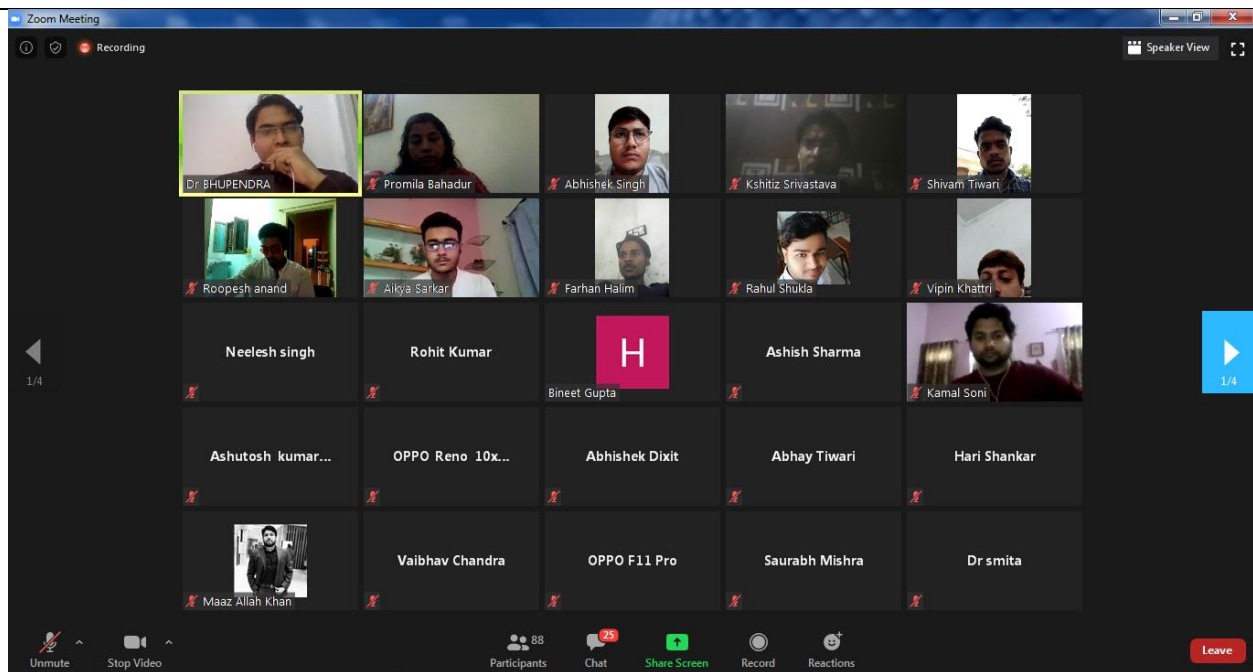 Zoom Meeting
Recording
Speaker View
Dr BHUPENDRA
Promila Bahadur
Abhishek Singh
Kshitiz Srivastava
Shivam Tiwari
Roopesh anand
Aikya Sarkar
Farhan Halim
Rahul Shukla
Vipin Khattri
Neelesh singh
Rohit Kumar
H
Bineet Gupta
Ashish Sharma
Kamal Soni
1/4
1/4
Ashutosh kumar...
OPPO Reno 10x...
Abhishek Dixit
Abhay Tiwari
Hari Shankar
Maaz Allah Khan
Vaibhav Chandra
OPPO F11 Pro
Saurabh Mishra
Dr smita
Unmute
Stop Video
88
Participants
25
Chat
Share Screen
Record
Reactions
Leave